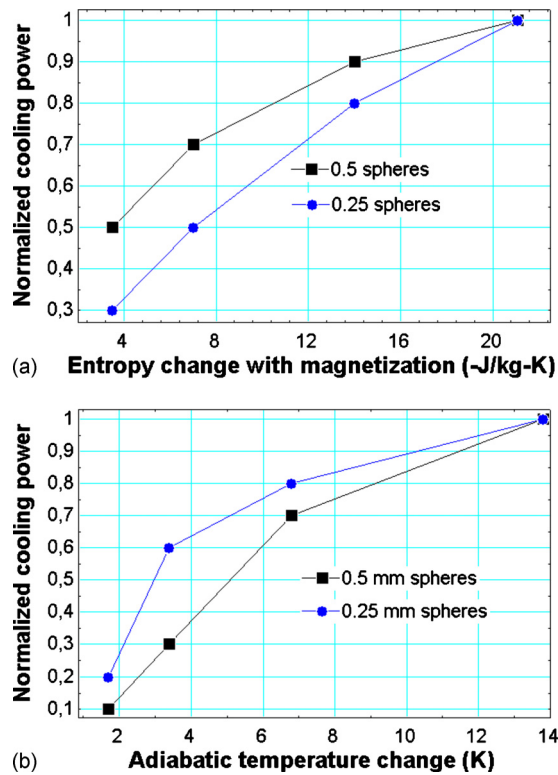 1
0,9
0,8
0,7
0,6
0,5
0,4
0,3
Normalized cooling power
0.5 spheres
0.25 spheres
4 8 12 16 20
(a) Entropy change with magnetization (-J/kg-K)
1
0,9
0,8
0,7
0,6
0,5
0,4
0,3
0,2
0,1
Normalized cooling power
0.5 mm spheres
0.25 mm spheres
2 4 6 8 10 12 14
(b) Adiabatic temperature change (K)